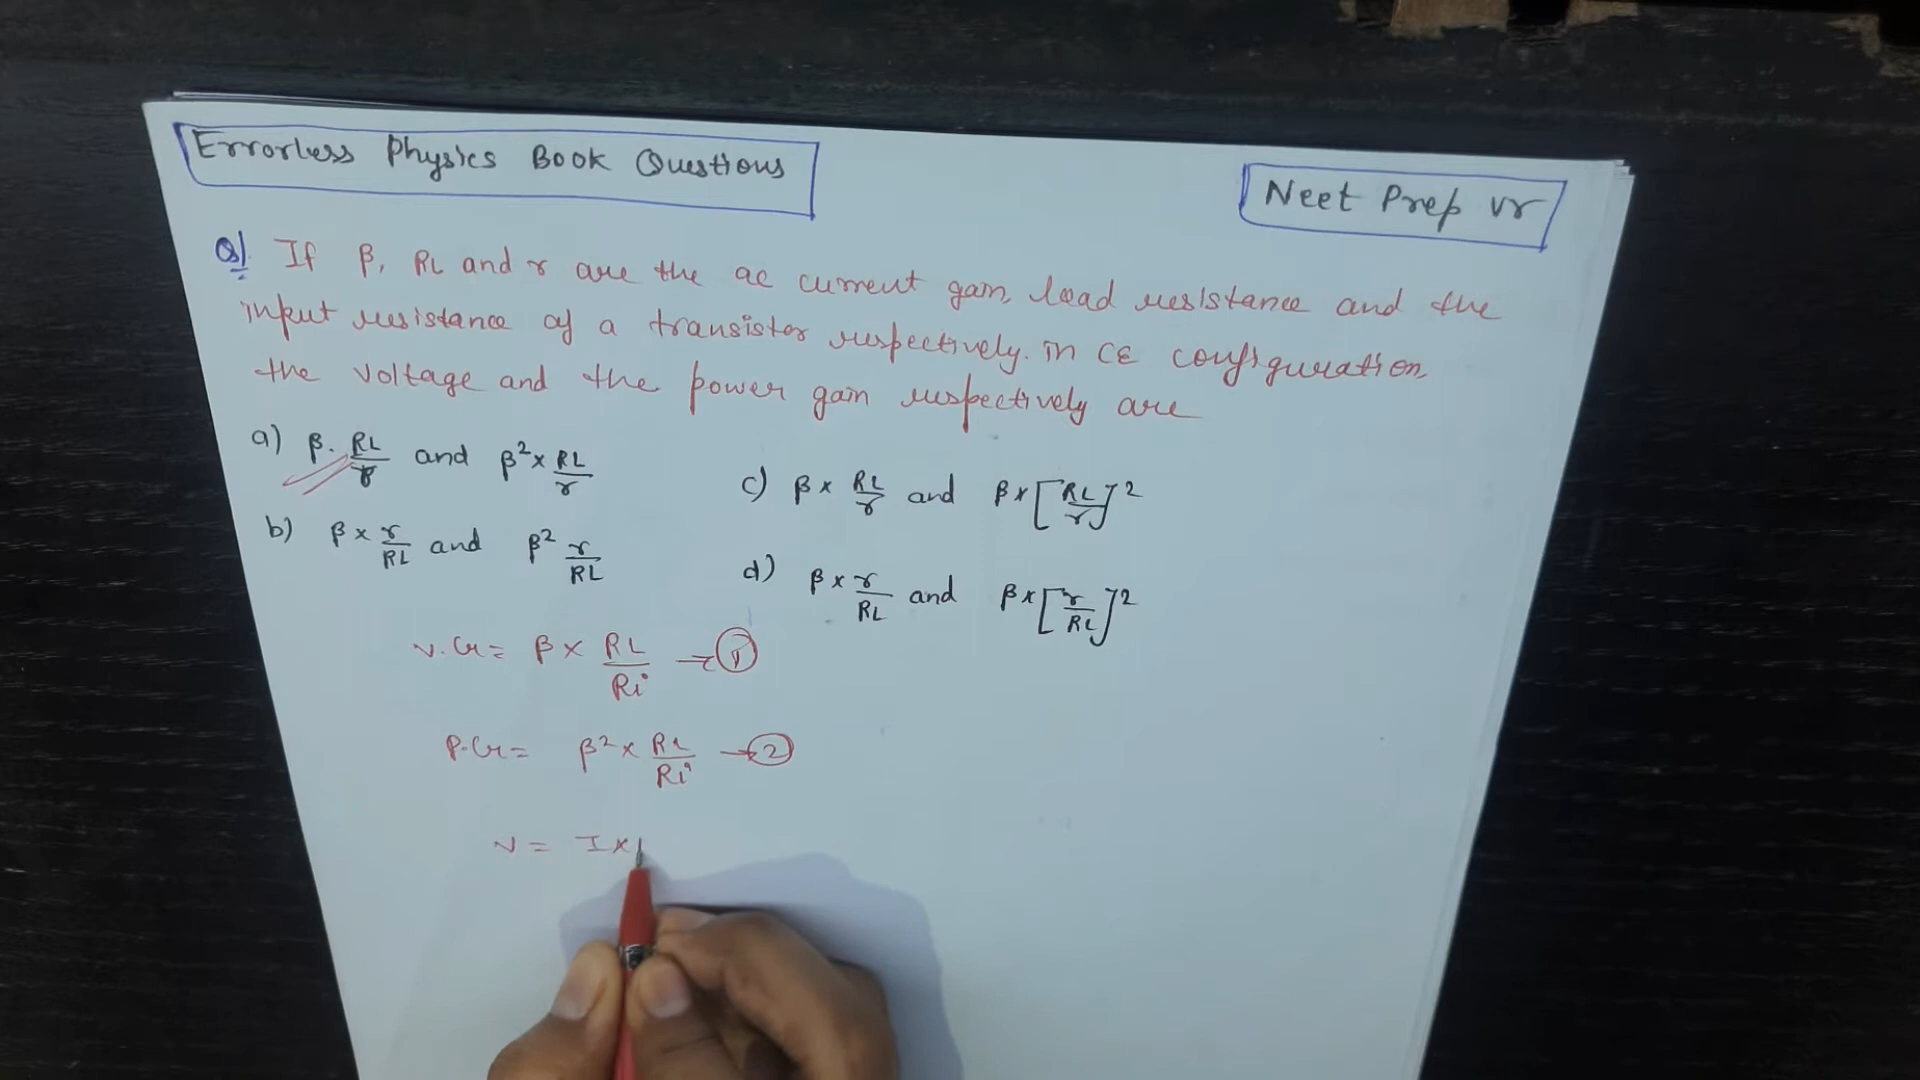 Errorless Physics Book Questions
Neet Prep vr
Q). If β, RL and r are the ac current gain, load resistance and the
input resistance of a transistor respectively. in CE configuration,
the voltage and the power gain respectively are
a) β. RL/r and β² × RL/r
b) β × r/RL and β² r/RL
c) β × RL/r and β × [RL/r]²
d) β × r/RL and β × [r/RL]²
V.G = β × RL/Ri → ①
P.G = β² × RL/Ri → ②
V = I ×